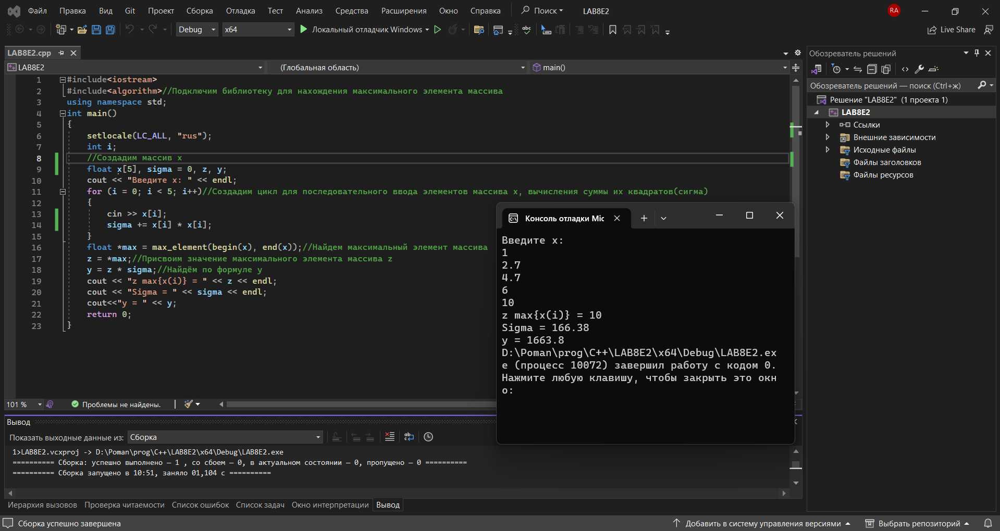 Файл Правка Вид Git Проект Сборка Отладка Тест Анализ Средства Расширения Окно Справка Поиск LAB8E2 RA
Debug x64 Локальный отладчик Windows Live Share
LAB8E2.cpp
LAB8E2 (Глобальная область) main()
1 #include<iostream>
2 #include<algorithm>//Подключим библиотеку для нахождения максимального элемента массива
3 using namespace std;
4 int main()
5 {
6 setlocale(LC_ALL, "rus");
7 int i;
8 //Создадим массив x
9 float x[5], sigma = 0, z, y;
10 cout << "Введите x: " << endl;
11 for (i = 0; i < 5; i++)//Создадим цикл для последовательного ввода элементов массива x, вычисления суммы их квадратов(сигма)
12 {
13 cin >> x[i];
14 sigma += x[i] * x[i];
15 }
16 float *max = max_element(begin(x), end(x));//Найдем максимальный элемент массива
17 z = *max;//Присвоим значение максимального элемента массива z
18 y = z * sigma;//Найдём по формуле y
19 cout << "z max{x(i)} = " << z << endl;
20 cout << "Sigma = " << sigma << endl;
21 cout<<"y = " << y;
22 return 0;
23 }
101 % Проблемы не найдены.
Консоль отладки Mic
Введите x:
1
2.7
4.7
6
10
z max{x(i)} = 10
Sigma = 166.38
y = 1663.8
D:\Poman\prog\C++\LAB8E2\x64\Debug\LAB8E2.ex
e (процесс 10072) завершил работу с кодом 0.
Нажмите любую клавишу, чтобы закрыть это окн
о:
Обозреватель решений
Обозреватель решений — поиск (Ctrl+ж)
Решение "LAB8E2" (1 проекта 1)
LAB8E2
Ссылки
Внешние зависимости
Исходные файлы
Файлы заголовков
Файлы ресурсов
Вывод
Показать выходные данные из: Сборка
1>LAB8E2.vcxproj -> D:\Poman\prog\C++\LAB8E2\x64\Debug\LAB8E2.exe
========== Сборка: успешно выполнено — 1 , со сбоем — 0, в актуальном состоянии — 0, пропущено — 0 ==========
========== Сборка запущено в 10:51, заняло 01,104 с ==========
Иерархия вызовов Проверка читаемости Список ошибок Список задач Окно интерпретации Вывод
Сборка успешно завершена Добавить в систему управления версиями Выбрать репозиторий